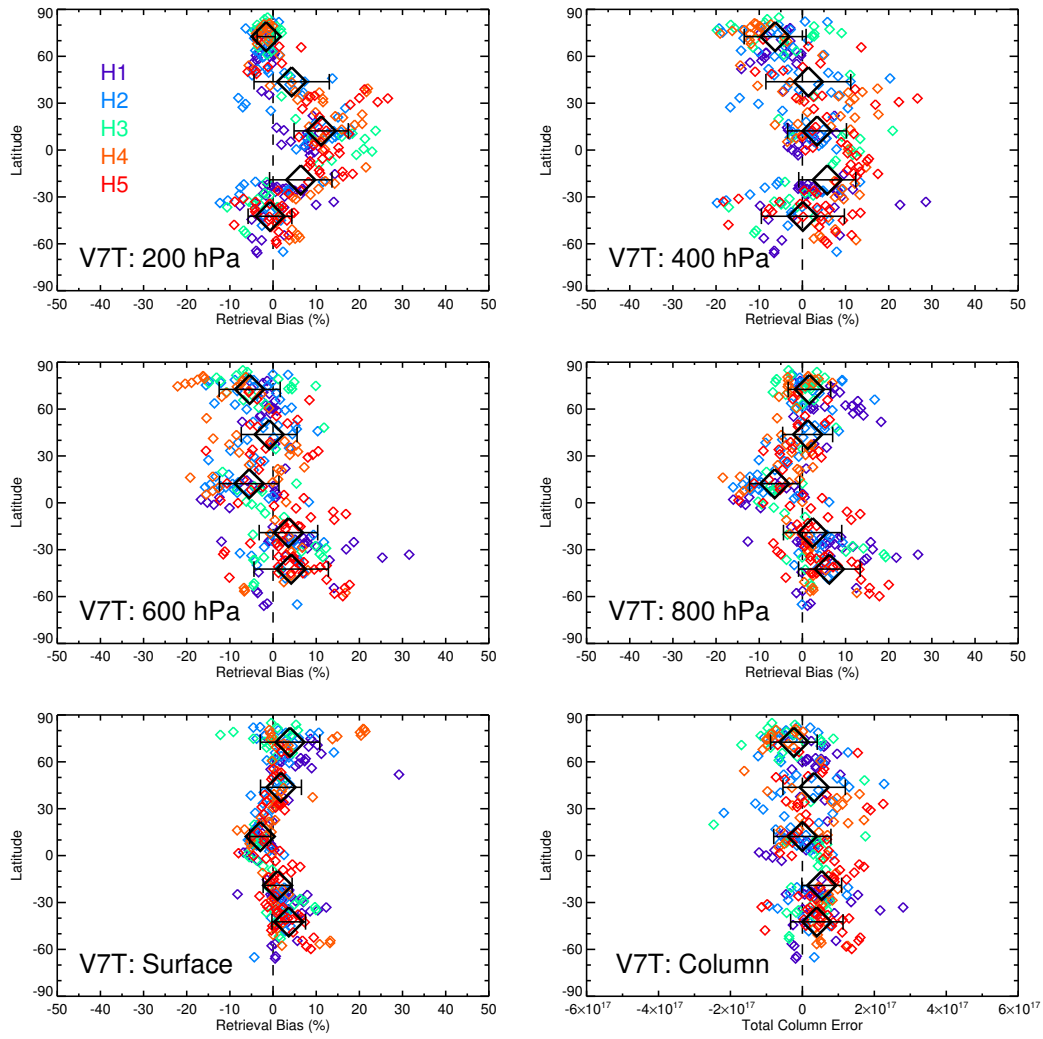 90
60
30
0
-30
-60
-90
Latitude
H1
H2
H3
H4
H5
V7T: 200 hPa
-50 -40 -30 -20 -10 0 10 20 30 40 50
Retrieval Bias (%)
90
60
30
0
-30
-60
-90
Latitude
V7T: 400 hPa
-50 -40 -30 -20 -10 0 10 20 30 40 50
Retrieval Bias (%)
90
60
30
0
-30
-60
-90
Latitude
V7T: 600 hPa
-50 -40 -30 -20 -10 0 10 20 30 40 50
Retrieval Bias (%)
90
60
30
0
-30
-60
-90
Latitude
V7T: 800 hPa
-50 -40 -30 -20 -10 0 10 20 30 40 50
Retrieval Bias (%)
90
60
30
0
-30
-60
-90
Latitude
V7T: Surface
-50 -40 -30 -20 -10 0 10 20 30 40 50
Retrieval Bias (%)
90
60
30
0
-30
-60
-90
Latitude
V7T: Column
-6×10¹⁷ -4×10¹⁷ -2×10¹⁷ 0 2×10¹⁷ 4×10¹⁷ 6×10¹⁷
Total Column Error